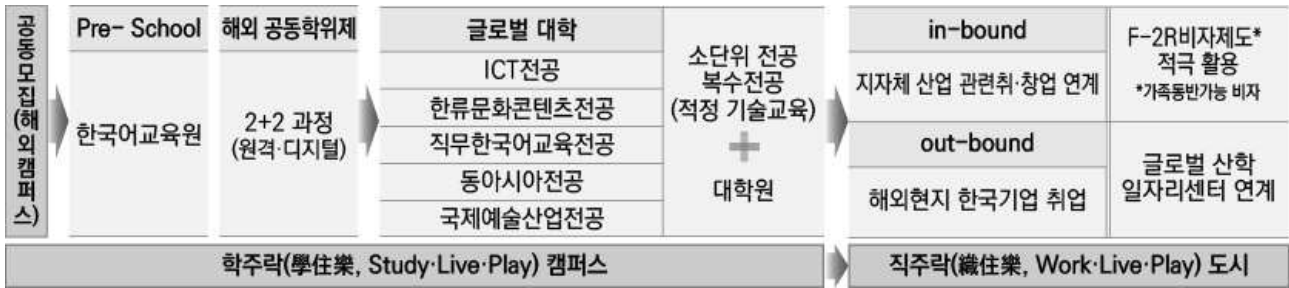 공동모집(해외캠퍼스)
Pre- School
한국어교육원
해외 공동학위제
2+2 과정
(원격·디지털)
글로벌 대학
ICT전공
한류문화콘텐츠전공
직무한국어교육전공
동아시아전공
국제예술산업전공
소단위 전공
복수전공
(적정 기술교육)
+
대학원
in-bound
지자체 산업 관련취·창업 연계
out-bound
해외현지 한국기업 취업
F-2R비자제도*
적극 활용
*가족동반가능 비자
글로벌 산학
일자리센터 연계
학주락(學住樂, Study·Live·Play) 캠퍼스
직주락(織住樂, Work·Live·Play) 도시